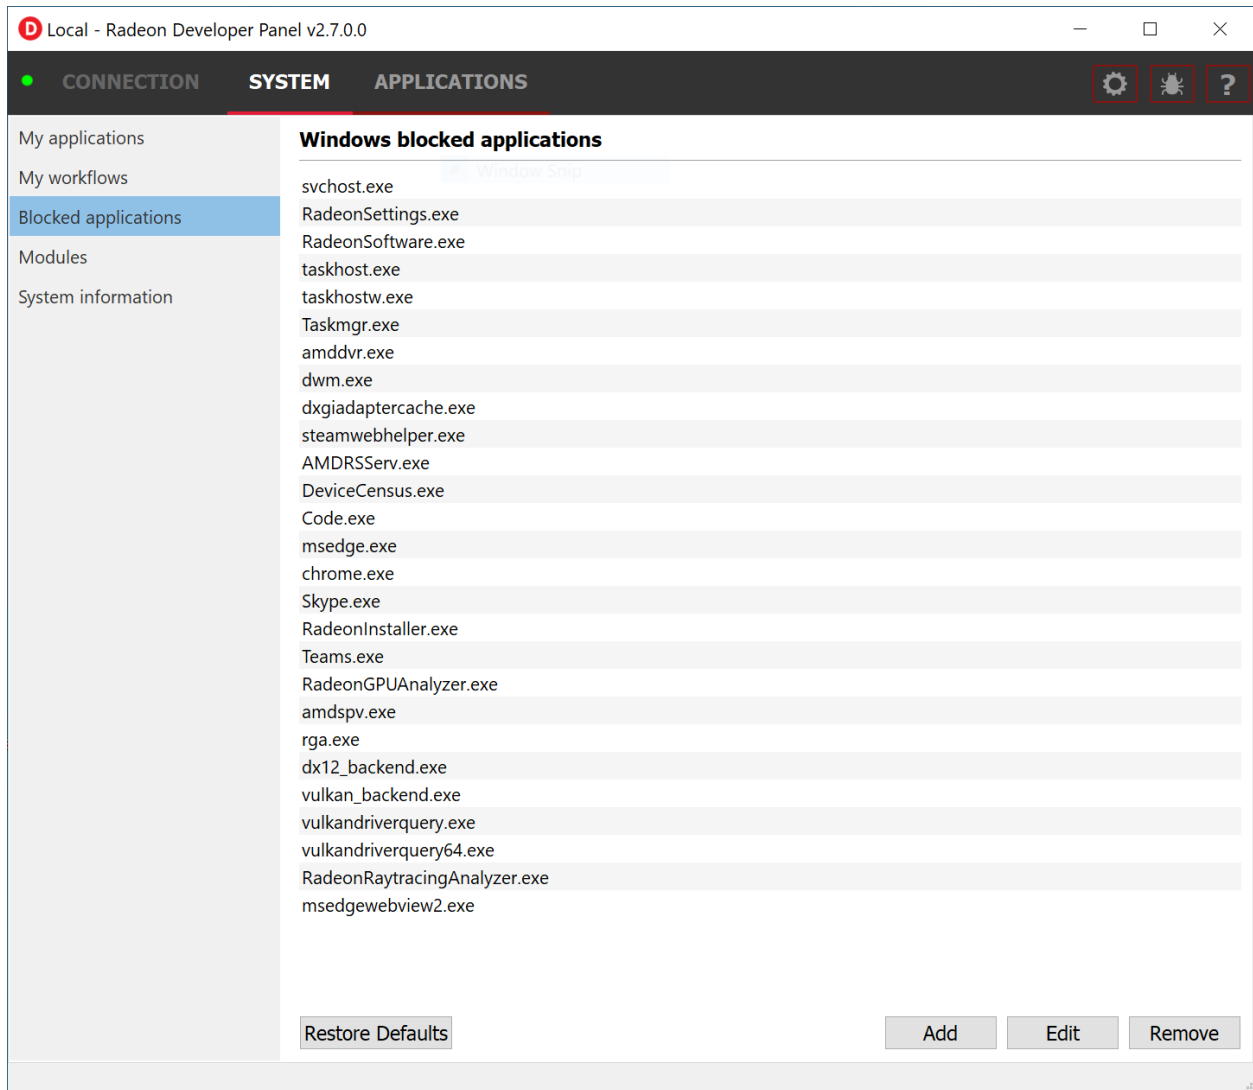 D Local - Radeon Developer Panel v2.7.0.0
CONNECTION SYSTEM APPLICATIONS ?
My applications
My workflows
Blocked applications
Modules
System information
Windows blocked applications
Window Snip
svchost.exe
RadeonSettings.exe
RadeonSoftware.exe
taskhost.exe
taskhostw.exe
Taskmgr.exe
amddvr.exe
dwm.exe
dxgiadaptercache.exe
steamwebhelper.exe
AMDRSServ.exe
DeviceCensus.exe
Code.exe
msedge.exe
chrome.exe
Skype.exe
RadeonInstaller.exe
Teams.exe
RadeonGPUAnalyzer.exe
amdspv.exe
rga.exe
dx12_backend.exe
vulkan_backend.exe
vulkandriverquery.exe
vulkandriverquery64.exe
RadeonRaytracingAnalyzer.exe
msedgewebview2.exe
Restore Defaults Add Edit Remove